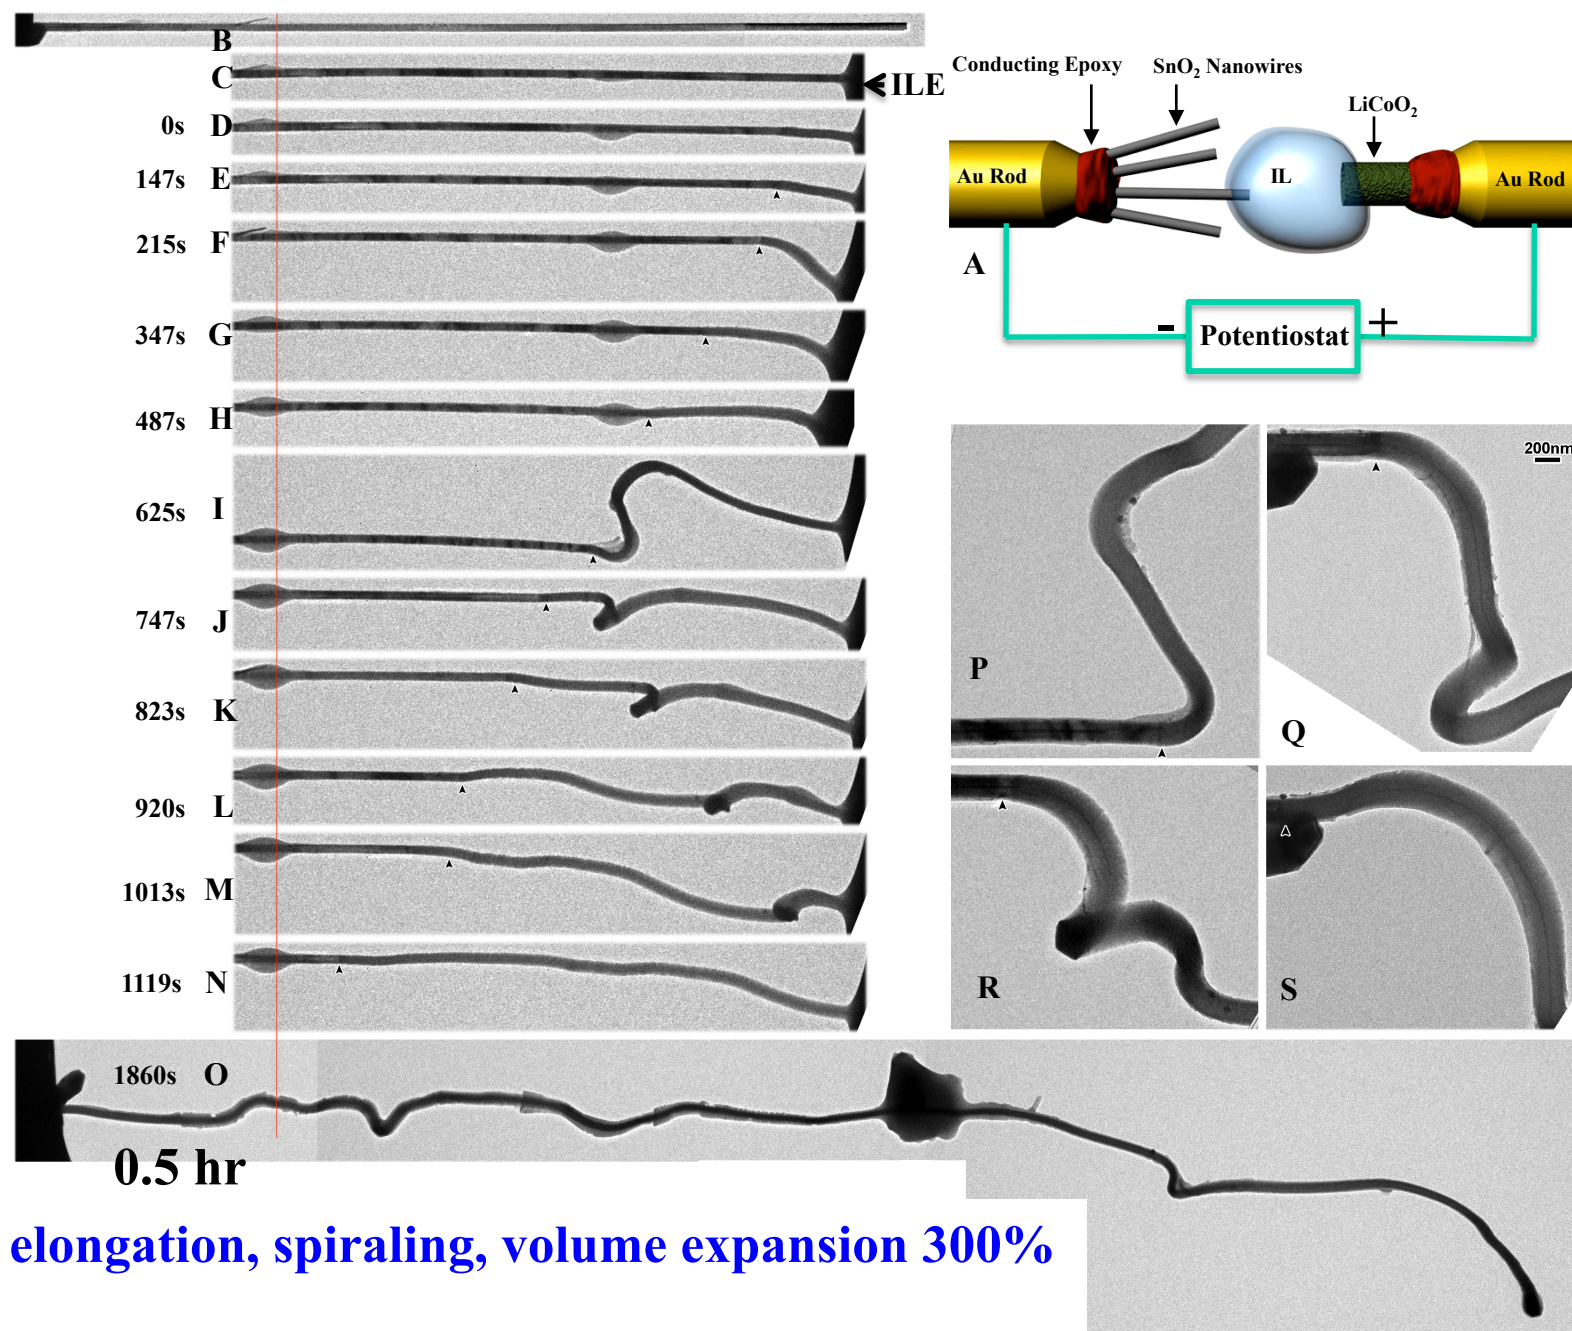 B
C
ILE
0s D
147s E
215s F
347s G
487s H
625s I
747s J
823s K
920s L
1013s M
1119s N
1860s O
0.5 hr
elongation, spiraling, volume expansion 300%
Conducting Epoxy
SnO₂ Nanowires
LiCoO₂
Au Rod
IL
Au Rod
A
- Potentiostat +
P
200nm
Q
R
S